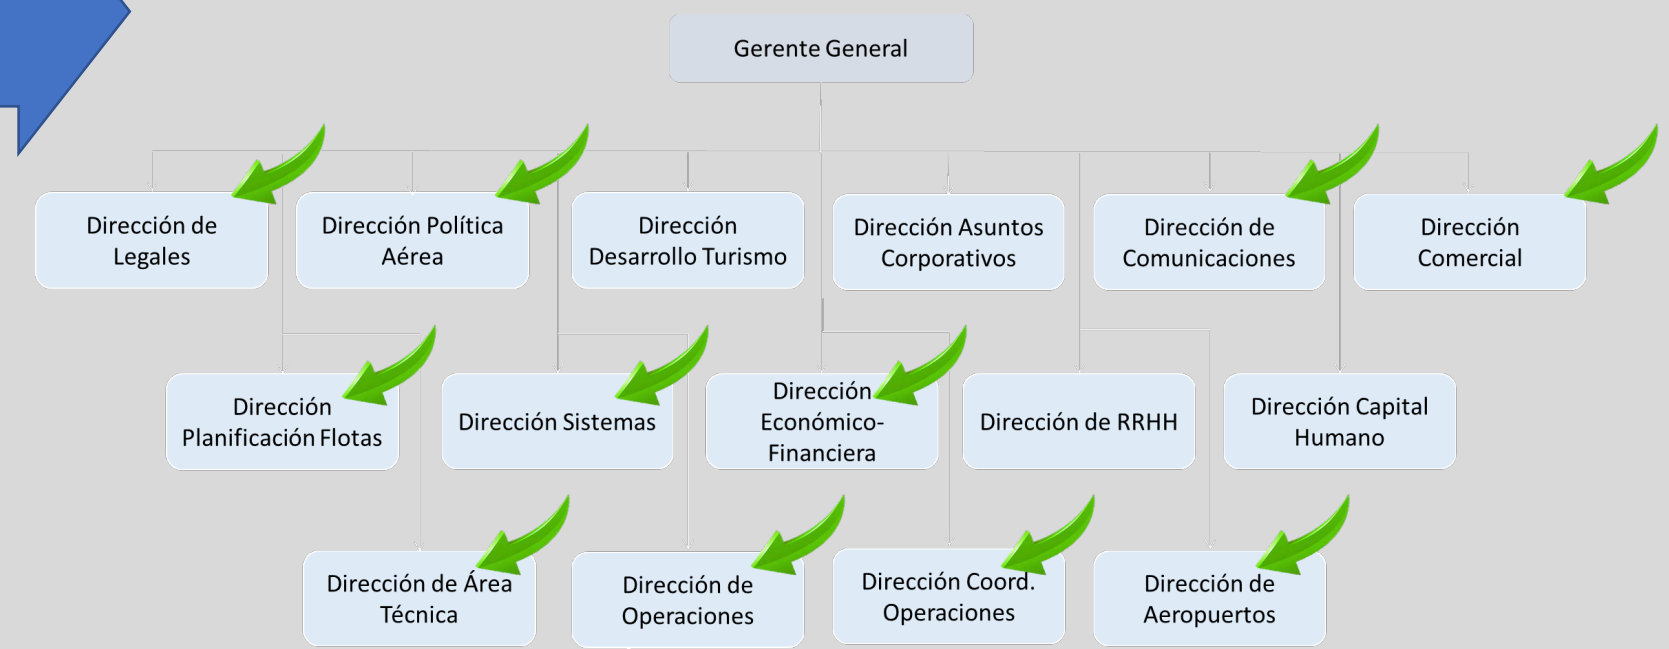 Gerente General
Dirección de
Legales
Dirección Política
Aérea
Dirección
Desarrollo Turismo
Dirección Asuntos
Corporativos
Dirección de
Comunicaciones
Dirección
Comercial
Dirección
Planificación Flotas
Dirección Sistemas
Dirección
Económico-
Financiera
Dirección de RRHH
Dirección Capital
Humano
Dirección de Área
Técnica
Dirección de
Operaciones
Dirección Coord.
Operaciones
Dirección de
Aeropuertos